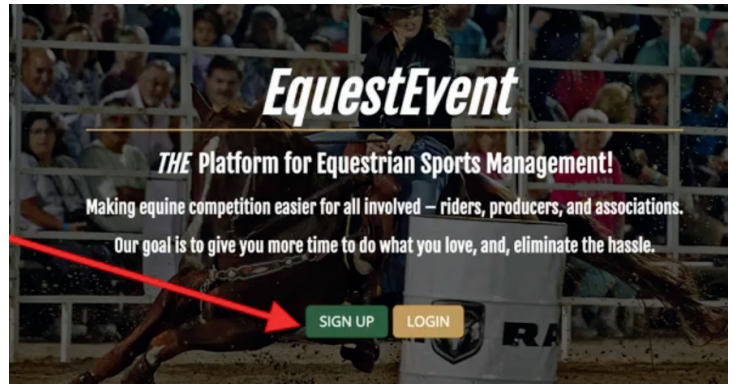 EquestEvent
THE Platform for Equestrian Sports Management!
Making equine competition easier for all involved – riders, producers, and associations.
Our goal is to give you more time to do what you love, and, eliminate the hassle.
SIGN UP LOGIN
RA